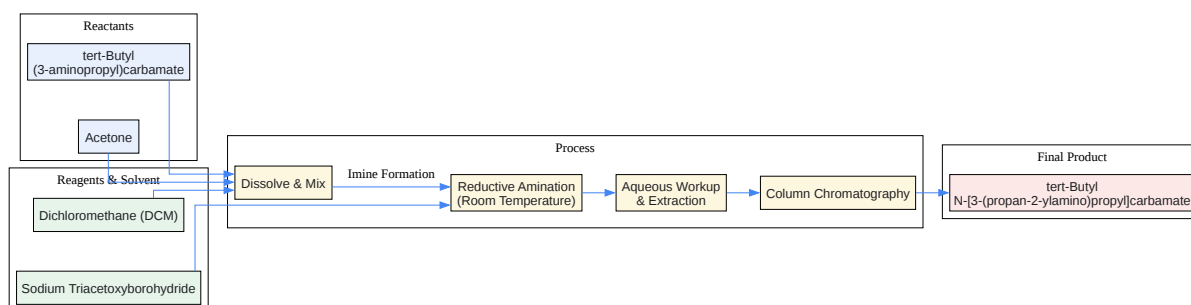 Reactants
tert-Butyl
(3-aminopropyl)carbamate
Acetone
Reagents & Solvent
Dichloromethane (DCM)
Sodium Triacetoxyborohydride
Process
Dissolve & Mix
Imine Formation
Reductive Amination
(Room Temperature)
Aqueous Workup
& Extraction
Column Chromatography
Final Product
tert-Butyl
N-[3-(propan-2-ylamino)propyl]carbamate